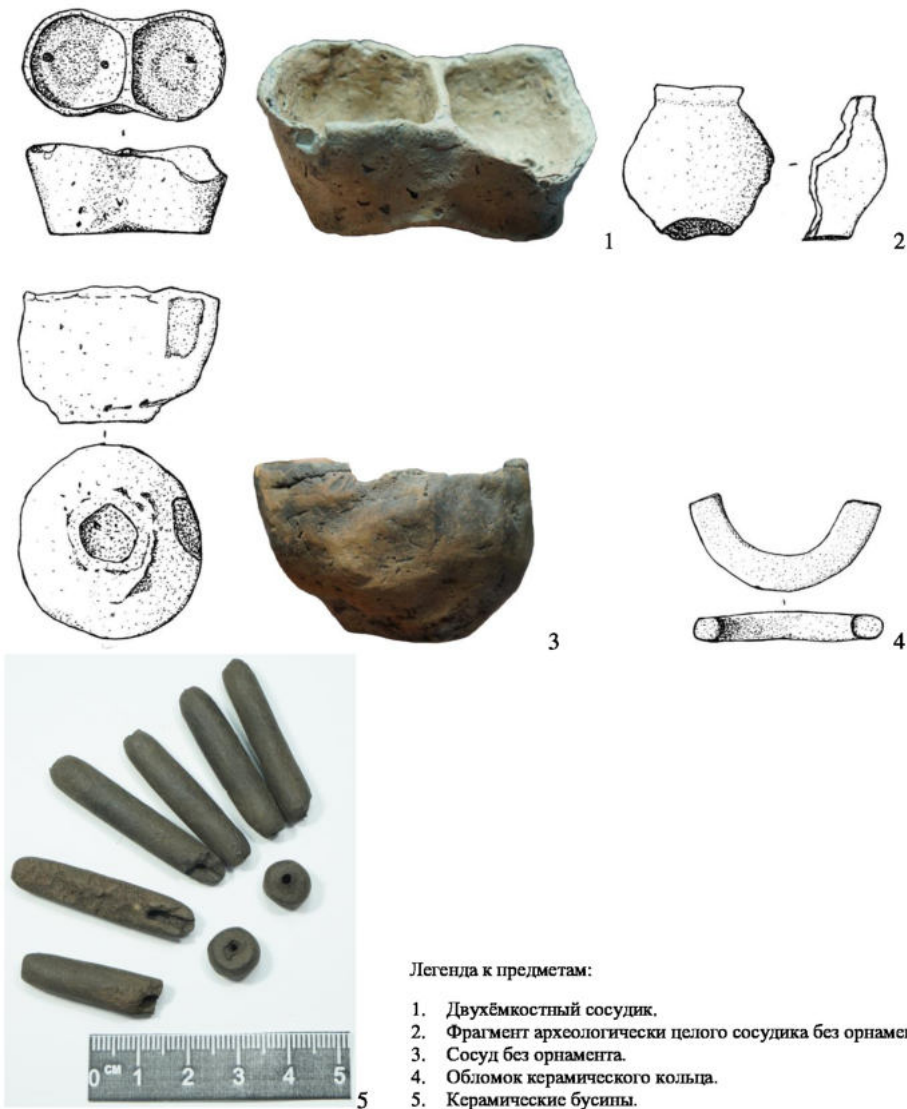 1
2
3
4
0 см 1 2 3 4 5
5
Легенда к предметам:
1. Двухёмкостный сосудик.
2. Фрагмент археологически целого сосудика без орнаме
3. Сосуд без орнамента.
4. Обломок керамического кольца.
5. Керамические бусины.